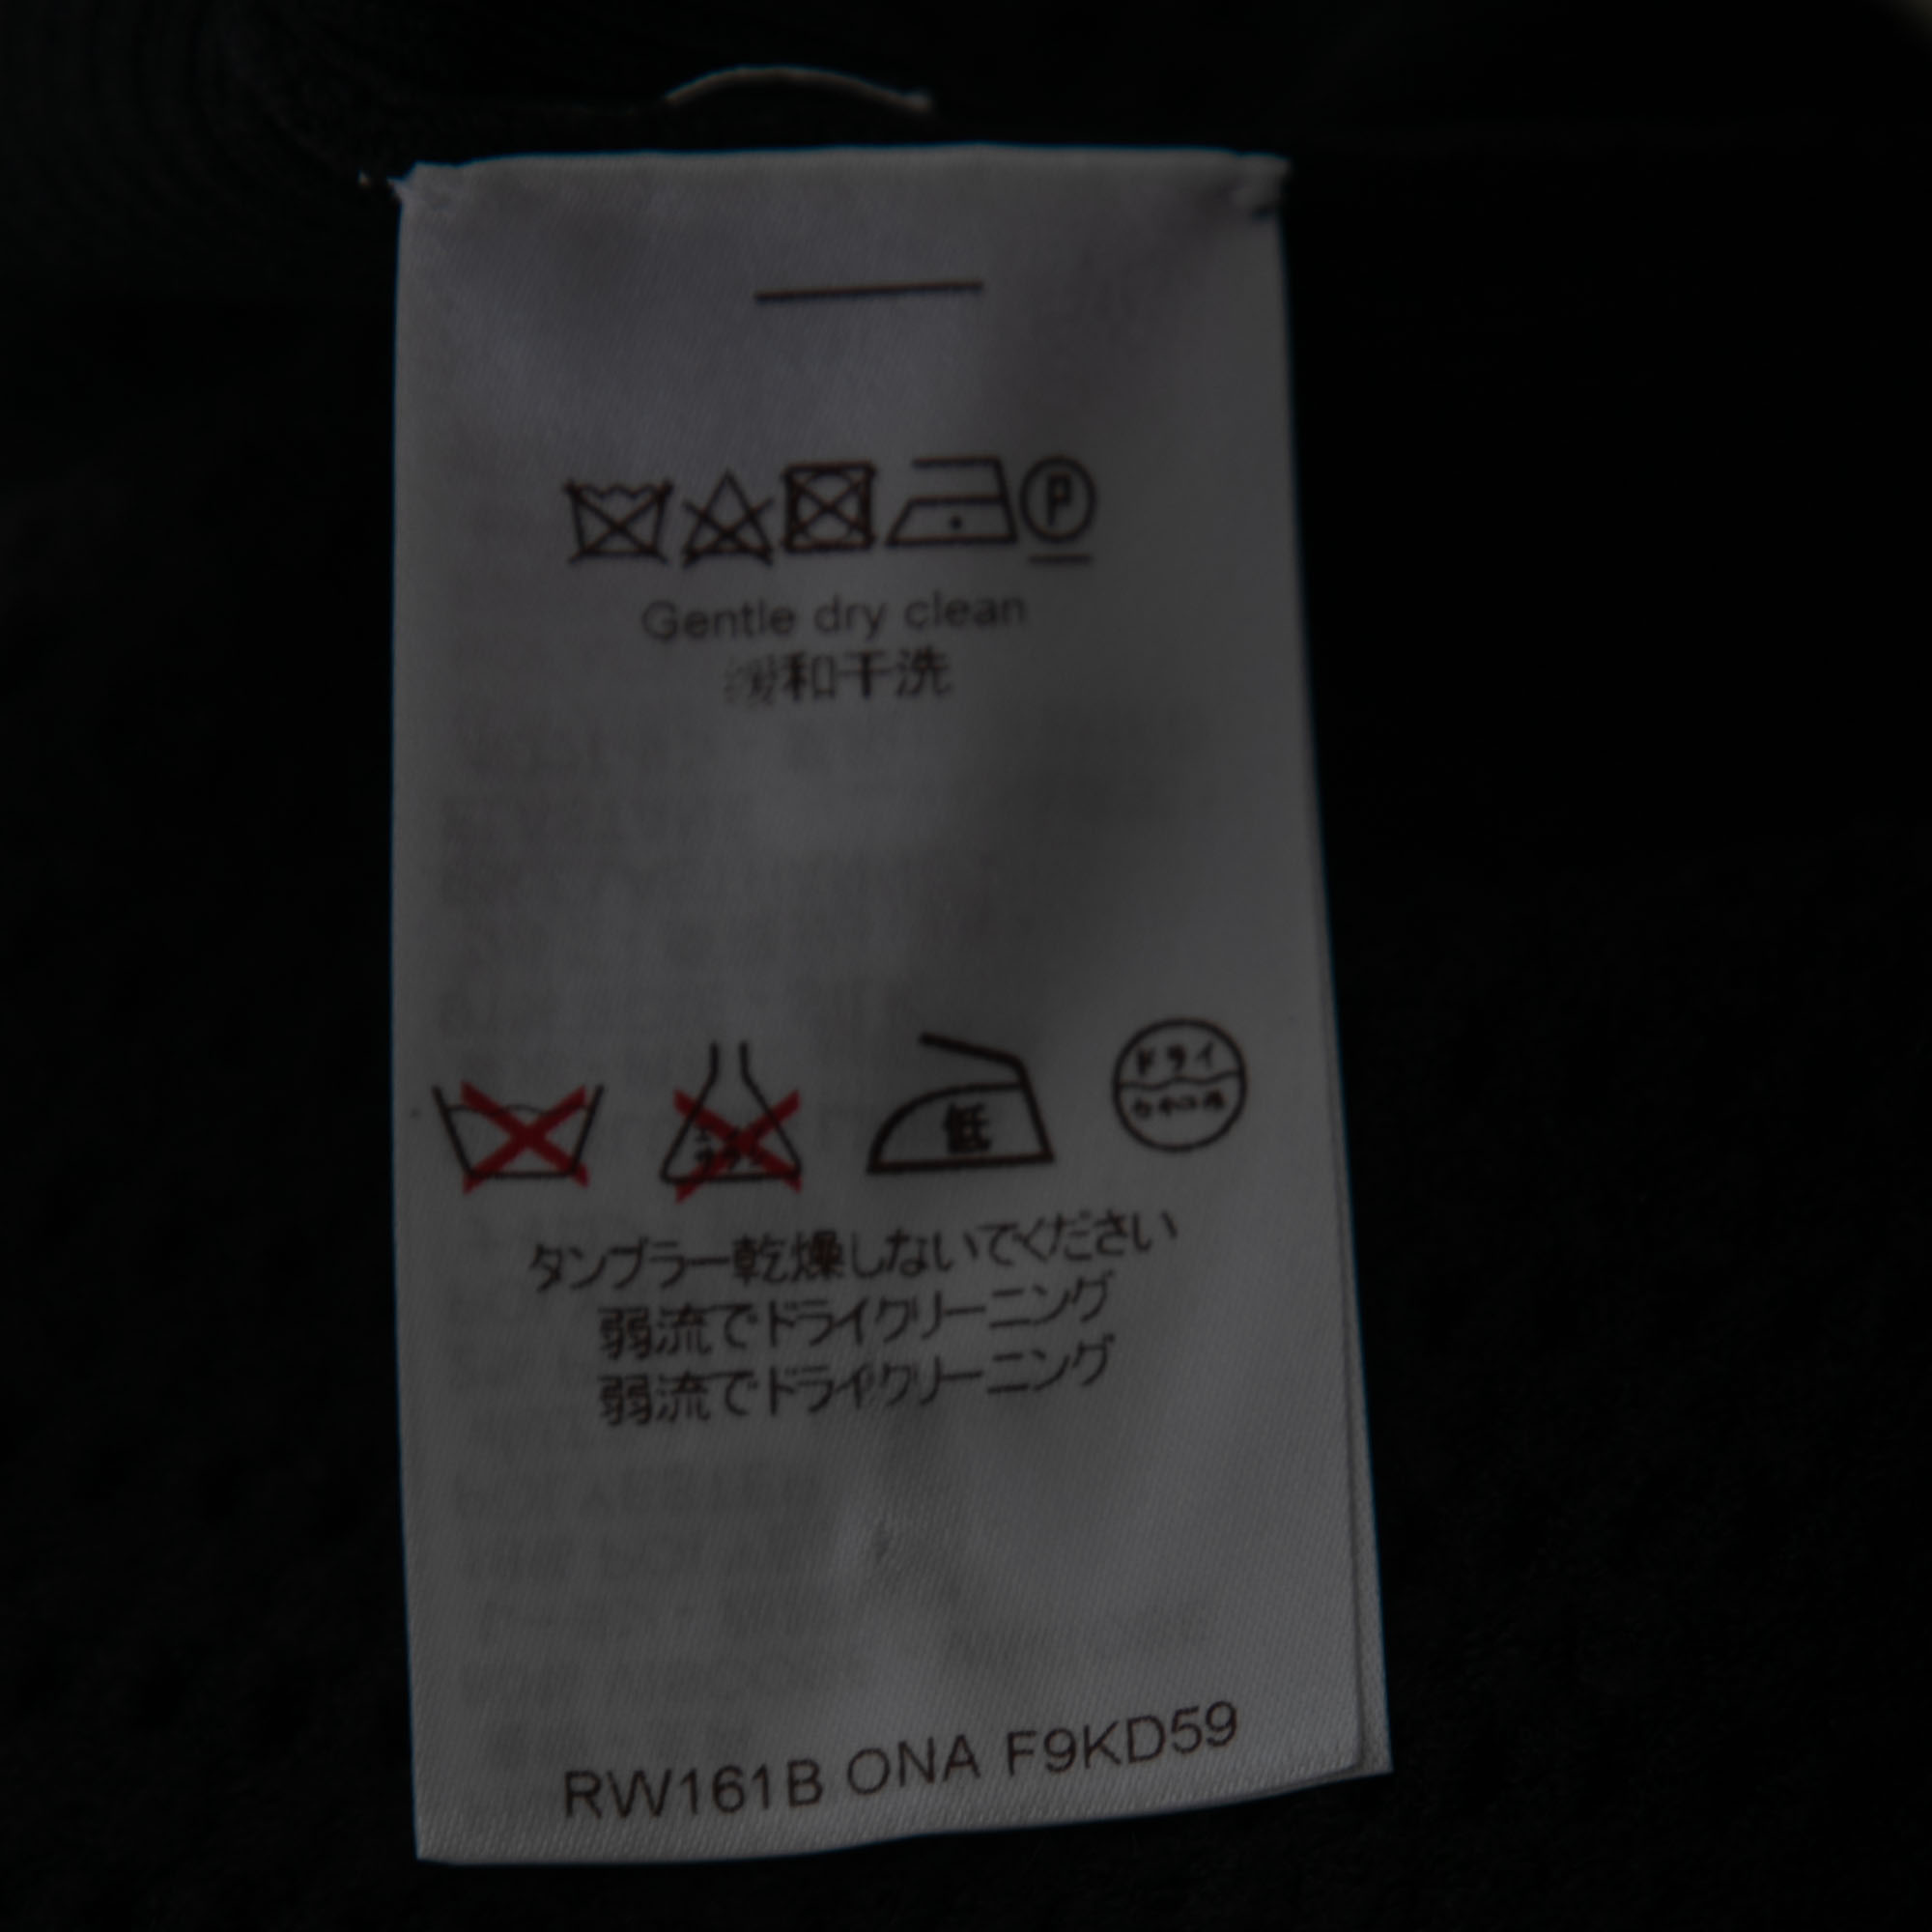 P
Gentle dry clean
缓和干洗
ドライ
低
タンブラー乾燥しないでください
弱流でドライクリーニング
弱流でドライクリーニング
RW161B ONA F9KD59